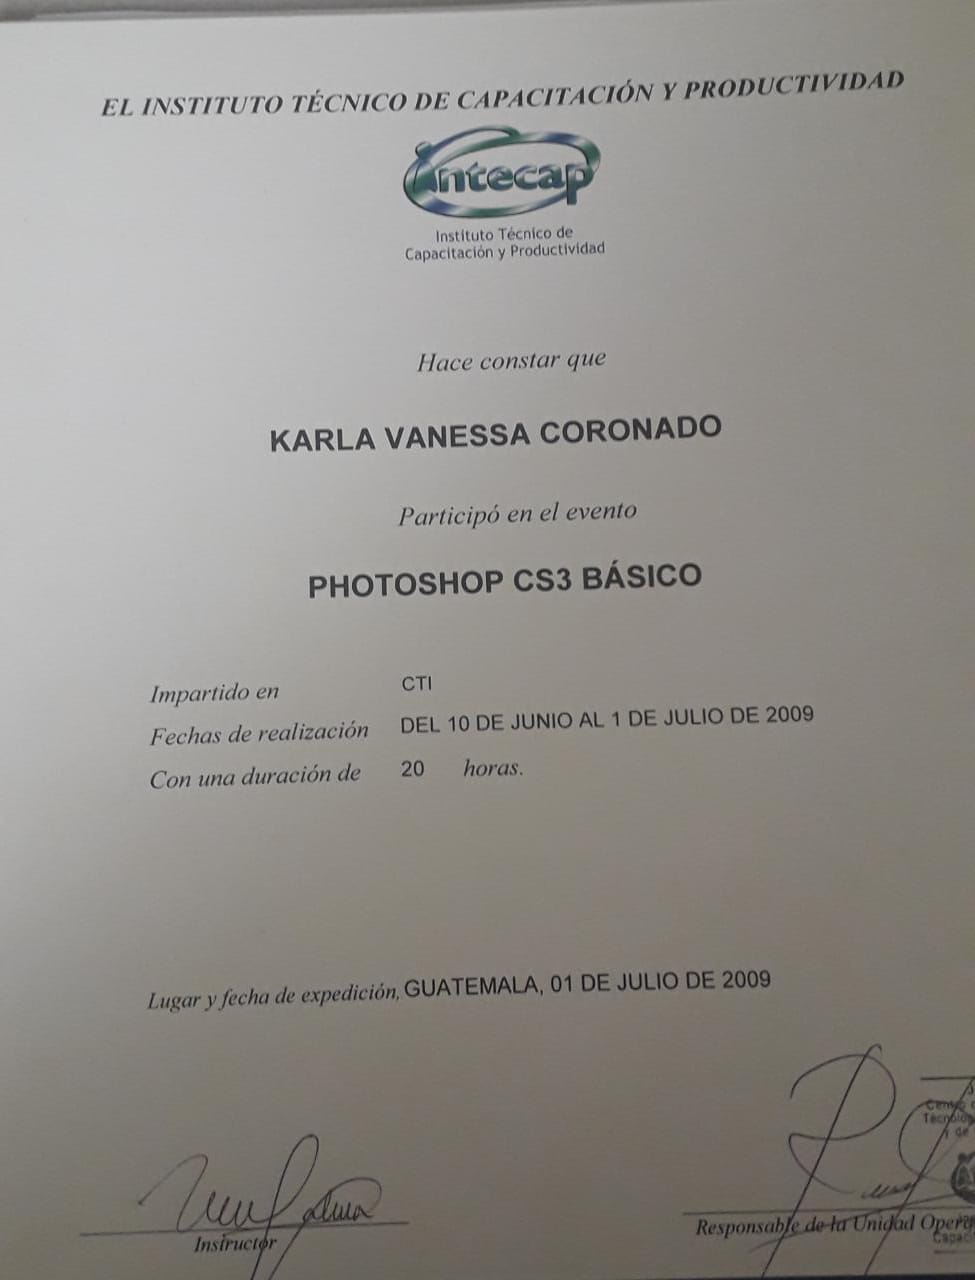 EL INSTITUTO TÉCNICO DE CAPACITACIÓN Y PRODUCTIVIDAD
intecap
Instituto Técnico de
Capacitación y Productividad
Hace constar que
KARLA VANESSA CORONADO
Participó en el evento
PHOTOSHOP CS3 BÁSICO
Impartido en CTI
Fechas de realización DEL 10 DE JUNIO AL 1 DE JULIO DE 2009
Con una duración de 20 horas.
Lugar y fecha de expedición, GUATEMALA, 01 DE JULIO DE 2009
Instructor
Responsable de la Unidad